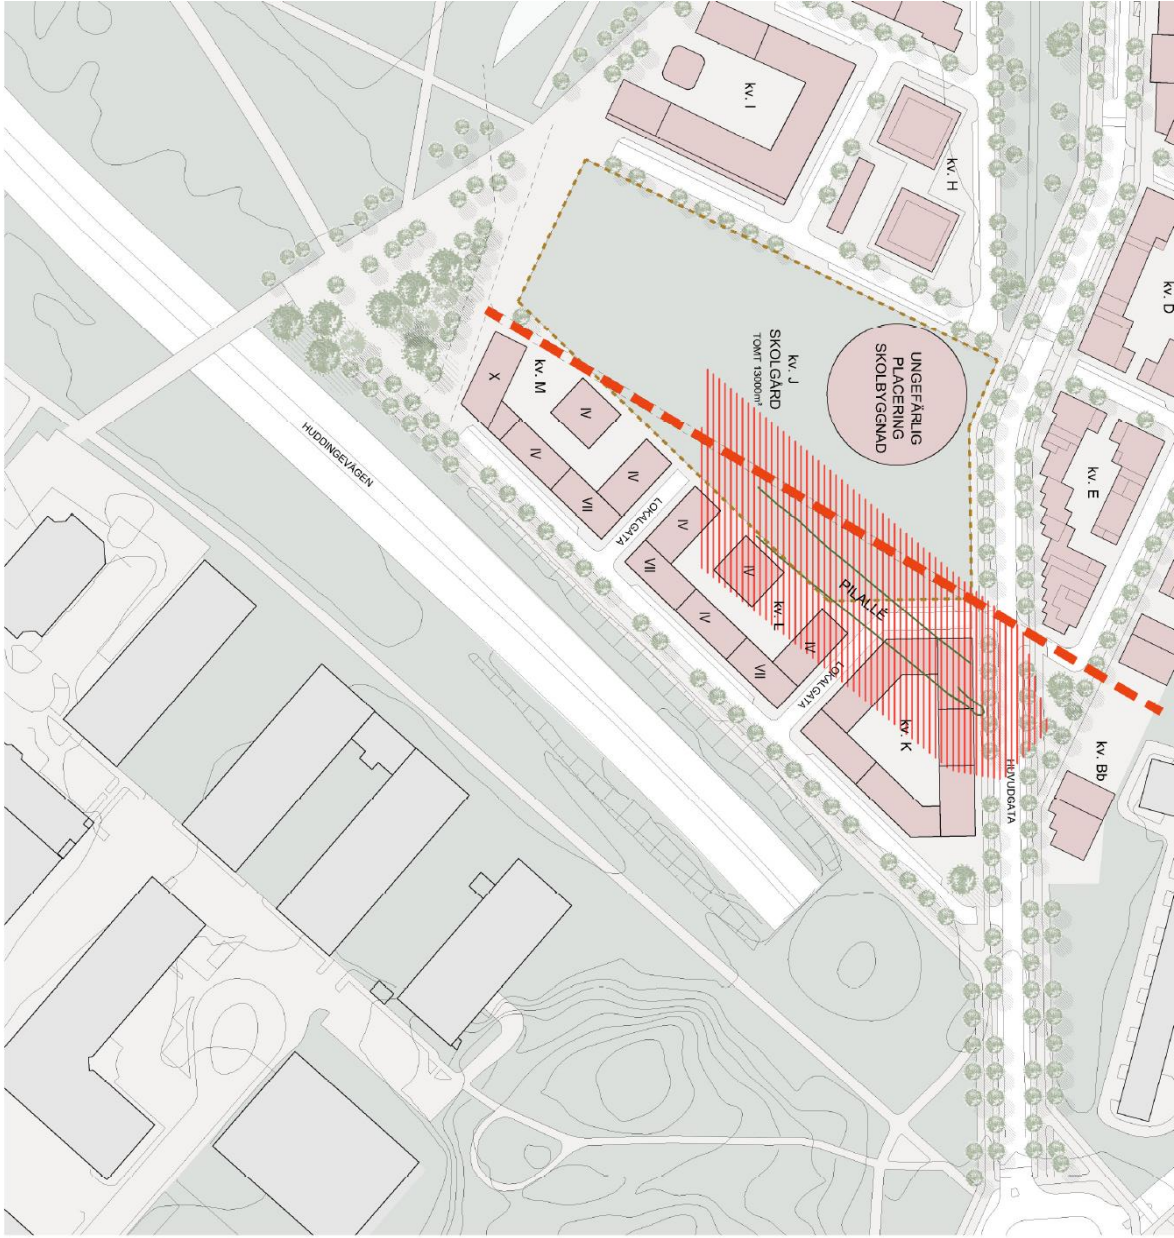 kv. I
kv. H
kv. D
kv. E
UNGEFÄRLIG
PLACERING
SKOLBYGGNAD
kv. J
SKOLGÅRD
TOMT 13000m²
kv. M
X
IV
IV
IV
VII
HUDDINGEVÄGEN
LOKALGATA
IV
VII
IV
kv. L
IV
IV
VII
PILALLÉ
LOKALGATA
kv. K
HUVUDGATA
kv. Bb